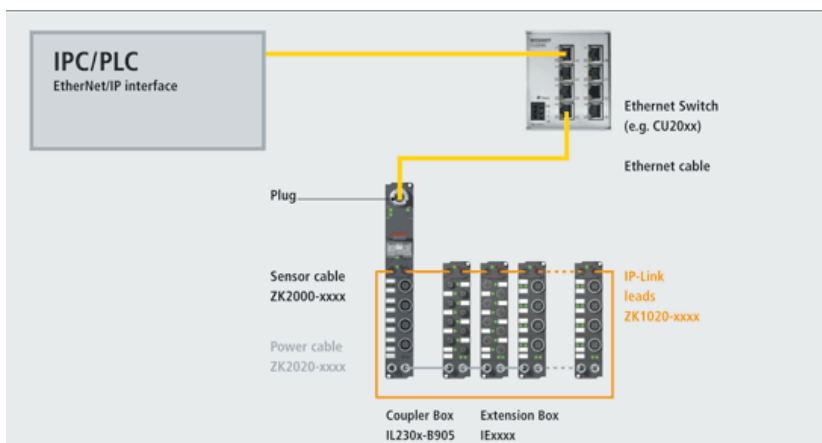 IPC/PLC
EtherNet/IP interface
Ethernet Switch
(e.g. CU20xx)
Ethernet cable
Plug
Sensor cable
ZK2000-xxxx
IP-Link
leads
ZK1020-xxxx
Power cable
ZK2020-xxxx
Coupler Box
IL230x-B905
Extension Box
IExxxx